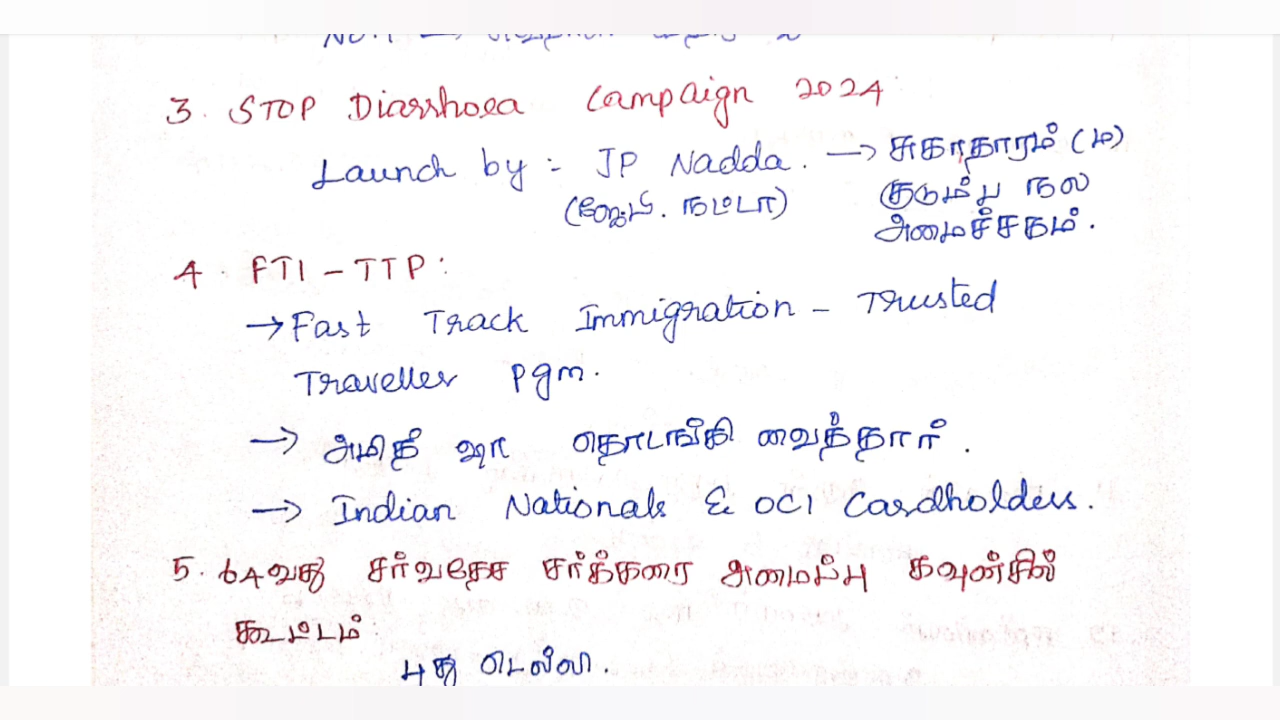 3. STOP Diarrhoea Campaign 2024
Launch by :- JP Nadda. → சுகாதாரம் (ம)
(ஜே.பி. நட்டா) குடும்ப நல
அமைச்சகம்.
4. FTI - TTP :
→ Fast Track Immigration - Trusted
Traveller Pgm.
→ அமித் ஷா தொடங்கி வைத்தார்.
→ Indian Nationals & OCI Cardholders.
5. 64வது சர்வதேச சர்க்கரை அமைப்பு கவுன்சில்
கூட்டம் :
புது டெல்லி.